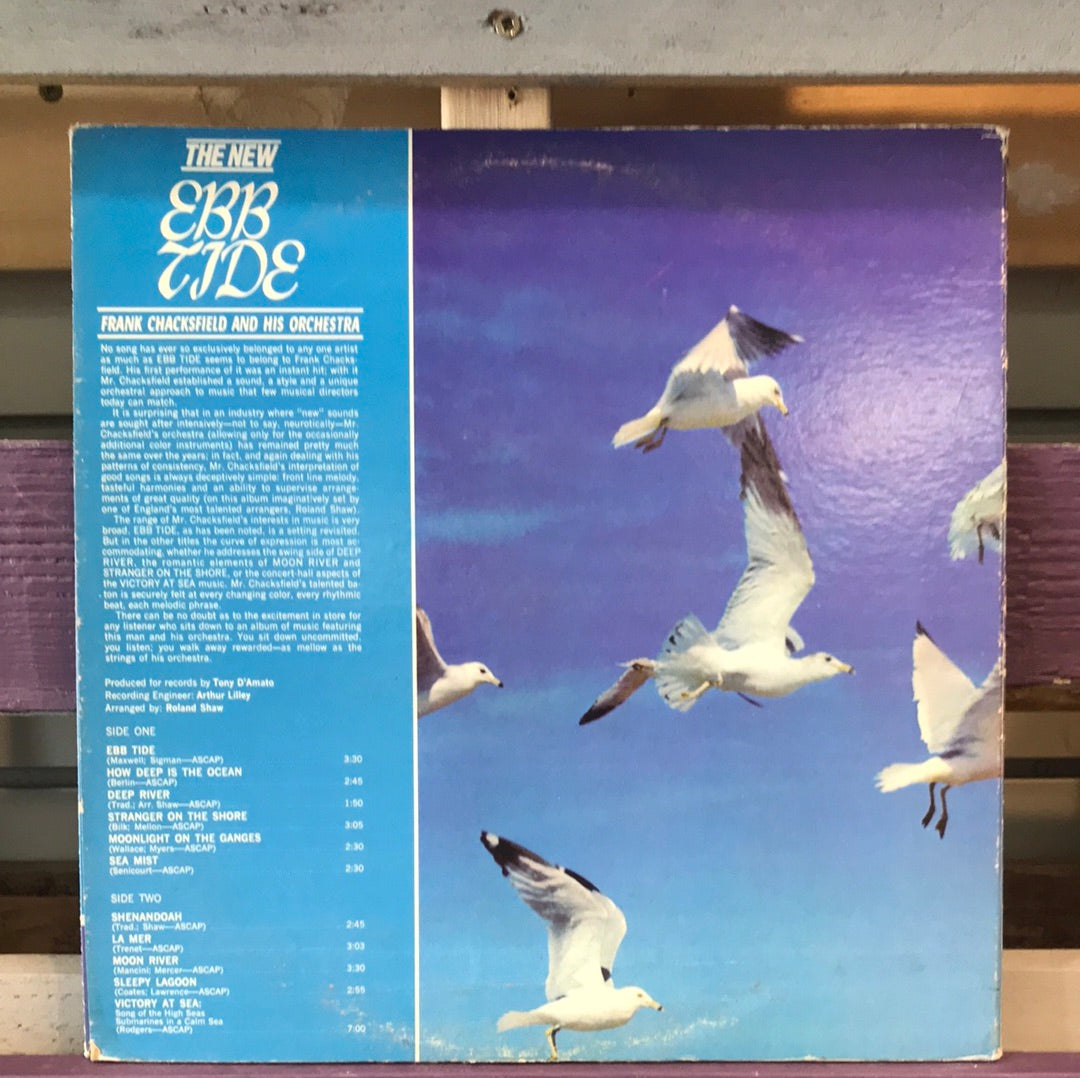 THE NEW
EBB
TIDE
FRANK CHACKSFIELD AND HIS ORCHESTRA
No song has ever so exclusively belonged to any one artist
as much as EBB TIDE seems to belong to Frank Chacks-
field. His first performance of it was an instant hit; with it
Mr. Chacksfield established a sound, a style and a unique
orchestral approach to music that few musical directors
today can match.
It is surprising that in an industry where "new" sounds
are sought after intensively—not to say, neurotically—Mr.
Chacksfield's orchestra (allowing only for the occasionally
additional color instruments) has remained pretty much
the same over the years; in fact, and again dealing with his
patterns of consistency, Mr. Chacksfield's interpretation of
good songs is always deceptively simple: front line melody,
tasteful harmonies and an ability to supervise arrange-
ments of great quality (on this album imaginatively set by
one of England's most talented arrangers, Roland Shaw).
The range of Mr. Chacksfield's interests in music is very
broad. EBB TIDE, as has been noted, is a setting revisited.
But in the other titles the curve of expression is most ac-
commodating, whether he addresses the swing side of DEEP
RIVER, the romantic elements of MOON RIVER and
STRANGER ON THE SHORE, or the concert-hall aspects of
the VICTORY AT SEA music. Mr. Chacksfield's talented ba-
ton is securely felt at every changing color, every rhythmic
beat, each melodic phrase.
There can be no doubt as to the excitement in store for
any listener who sits down to an album of music featuring
this man and his orchestra. You sit down uncommitted,
you listen; you walk away rewarded—as mellow as the
strings of his orchestra.
Produced for records by Tony D'Amato
Recording Engineer: Arthur Lilley
Arranged by: Roland Shaw
SIDE ONE
EBB TIDE
(Maxwell; Sigman—ASCAP) 3:30
HOW DEEP IS THE OCEAN
(Berlin—ASCAP) 2:45
DEEP RIVER
(Trad.; Arr. Shaw—ASCAP) 1:50
STRANGER ON THE SHORE
(Bilk; Mellon—ASCAP) 3:05
MOONLIGHT ON THE GANGES
(Wallace; Myers—ASCAP) 2:30
SEA MIST
(Senicourt—ASCAP) 2:30
SIDE TWO
SHENANDOAH
(Trad.; Shaw—ASCAP) 2:45
LA MER
(Trenet—ASCAP) 3:03
MOON RIVER
(Mancini; Mercer—ASCAP) 3:30
SLEEPY LAGOON
(Coates; Lawrence—ASCAP) 2:55
VICTORY AT SEA:
Song of the High Seas
Submarines in a Calm Sea
(Rodgers—ASCAP) 7:00